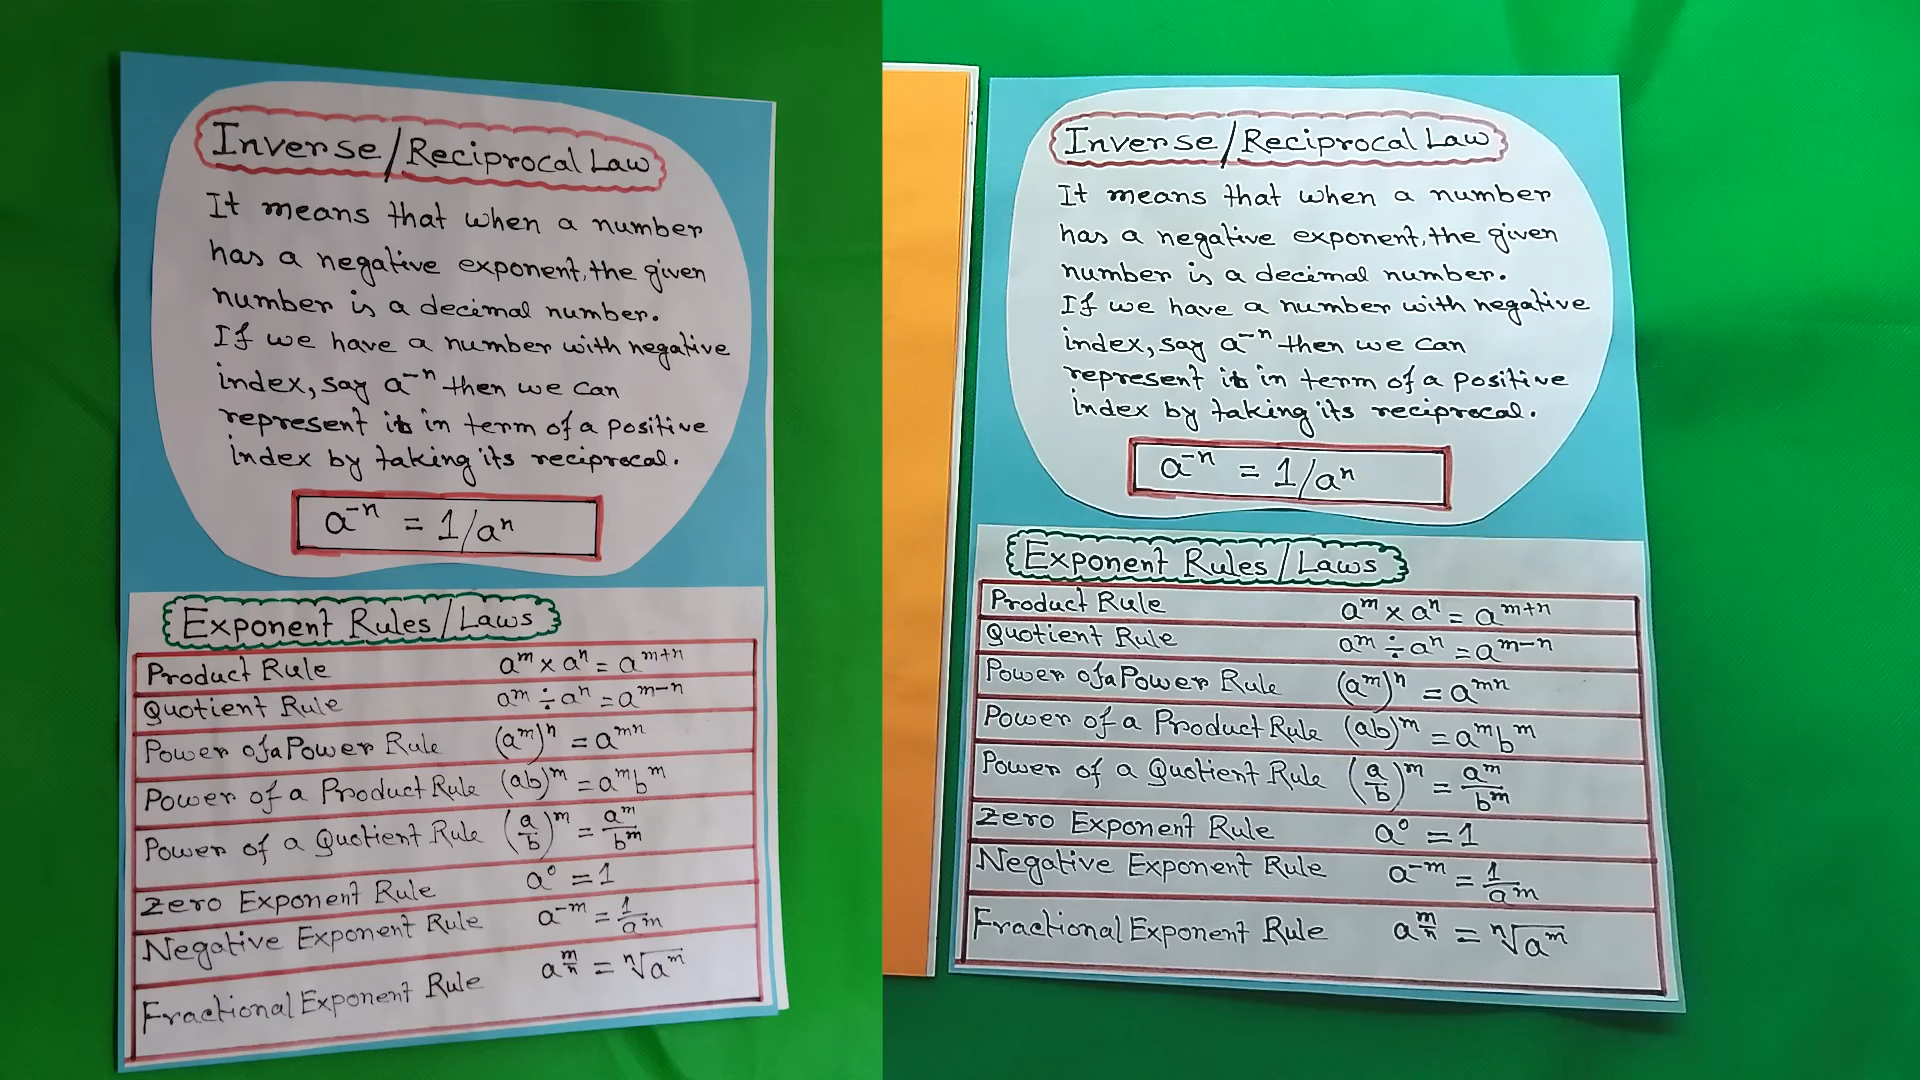 Inverse/Reciprocal Law
It means that when a number
has a negative exponent, the given
number is a decimal number.
If we have a number with negative
index, say a⁻ⁿ then we can
represent it in term of a positive
index by taking its reciprocal.
a⁻ⁿ = 1/aⁿ
Exponent Rules/Laws
Product Rule aᵐ × aⁿ = aᵐ⁺ⁿ
Quotient Rule aᵐ ÷ aⁿ = aᵐ⁻ⁿ
Power of a Power Rule (aᵐ)ⁿ = aᵐⁿ
Power of a Product Rule (ab)ᵐ = aᵐbᵐ
Power of a Quotient Rule (a/b)ᵐ = aᵐ/bᵐ
Zero Exponent Rule a⁰ = 1
Negative Exponent Rule a⁻ᵐ = 1/aᵐ
Fractional Exponent Rule a^(m/n) = ⁿ√aᵐ
Inverse/Reciprocal Law
It means that when a number
has a negative exponent, the given
number is a decimal number.
If we have a number with negative
index, say a⁻ⁿ then we can
represent it in term of a positive
index by taking its reciprocal.
a⁻ⁿ = 1/aⁿ
Exponent Rules/Laws
Product Rule aᵐ × aⁿ = aᵐ⁺ⁿ
Quotient Rule aᵐ ÷ aⁿ = aᵐ⁻ⁿ
Power of a Power Rule (aᵐ)ⁿ = aᵐⁿ
Power of a Product Rule (ab)ᵐ = aᵐbᵐ
Power of a Quotient Rule (a/b)ᵐ = aᵐ/bᵐ
Zero Exponent Rule a⁰ = 1
Negative Exponent Rule a⁻ᵐ = 1/aᵐ
Fractional Exponent Rule a^(m/n) = ⁿ√aᵐ